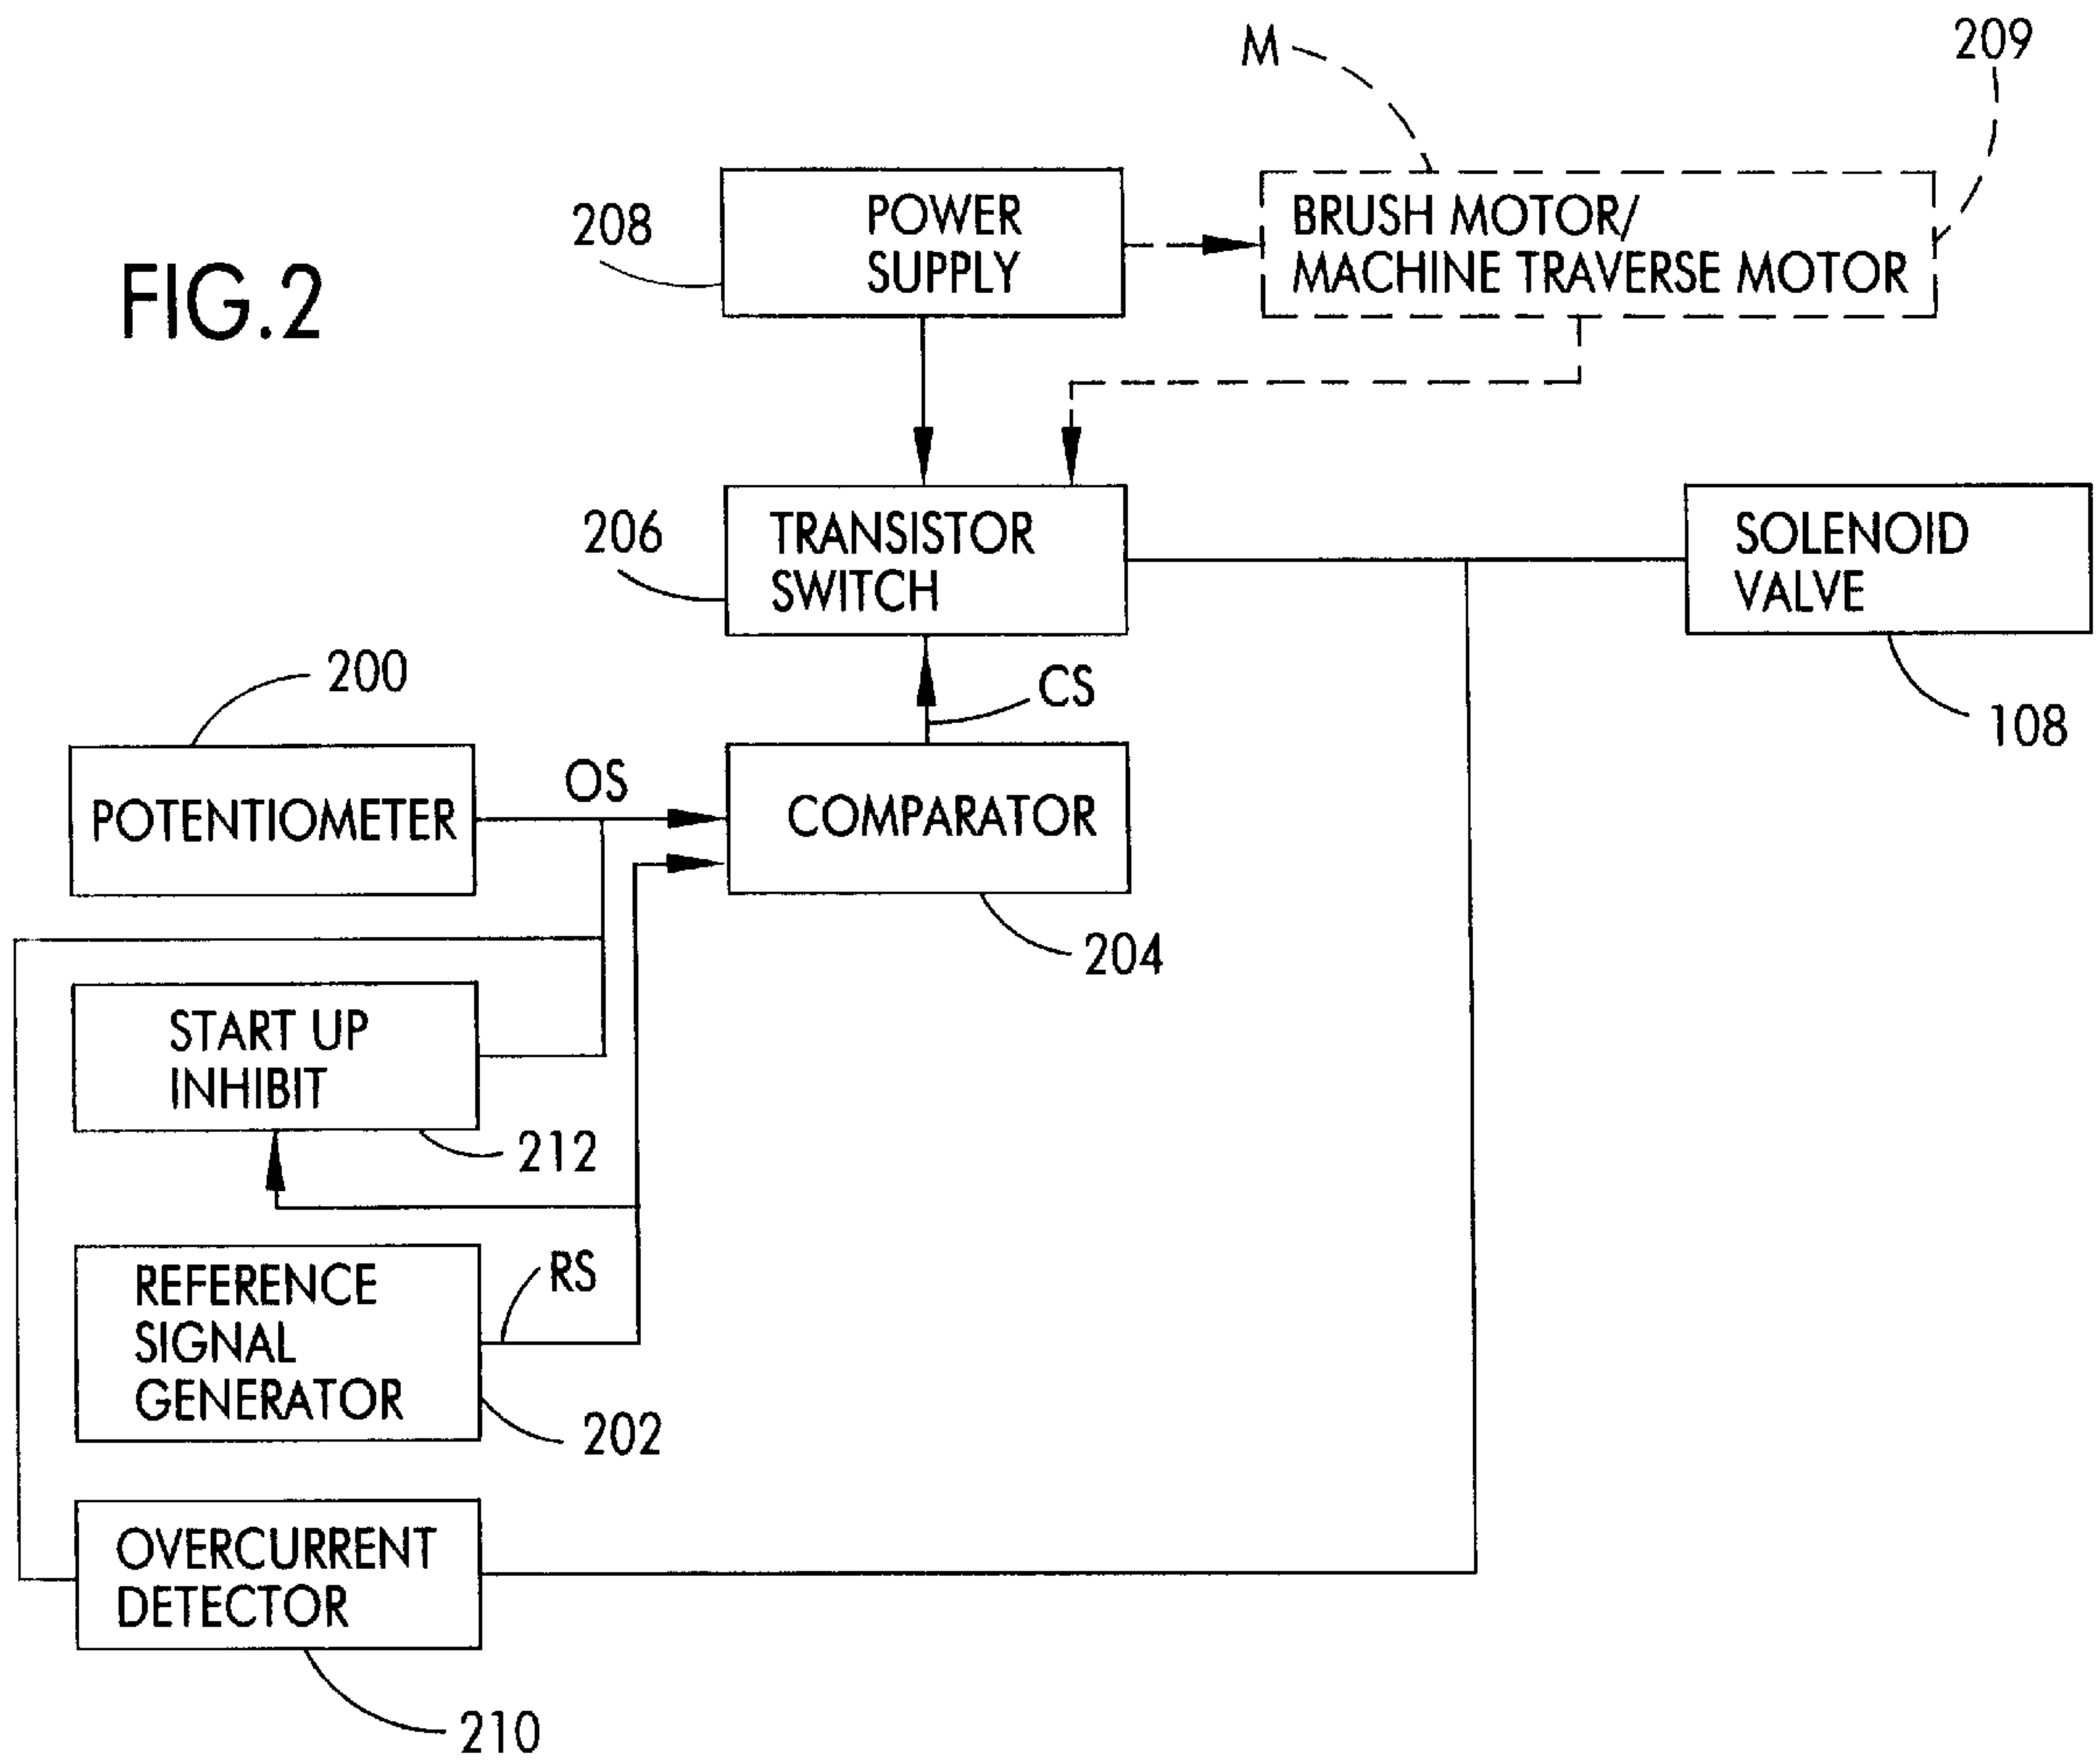 M
209
POWER
SUPPLY
BRUSH MOTOR/
MACHINE TRAVERSE MOTOR
208
FIG.2
206
TRANSISTOR
SWITCH
SOLENOID
VALVE
200
CS
108
POTENTIOMETER
OS
COMPARATOR
204
START UP
INHIBIT
212
REFERENCE
SIGNAL
GENERATOR
RS
202
OVERCURRENT
DETECTOR
210